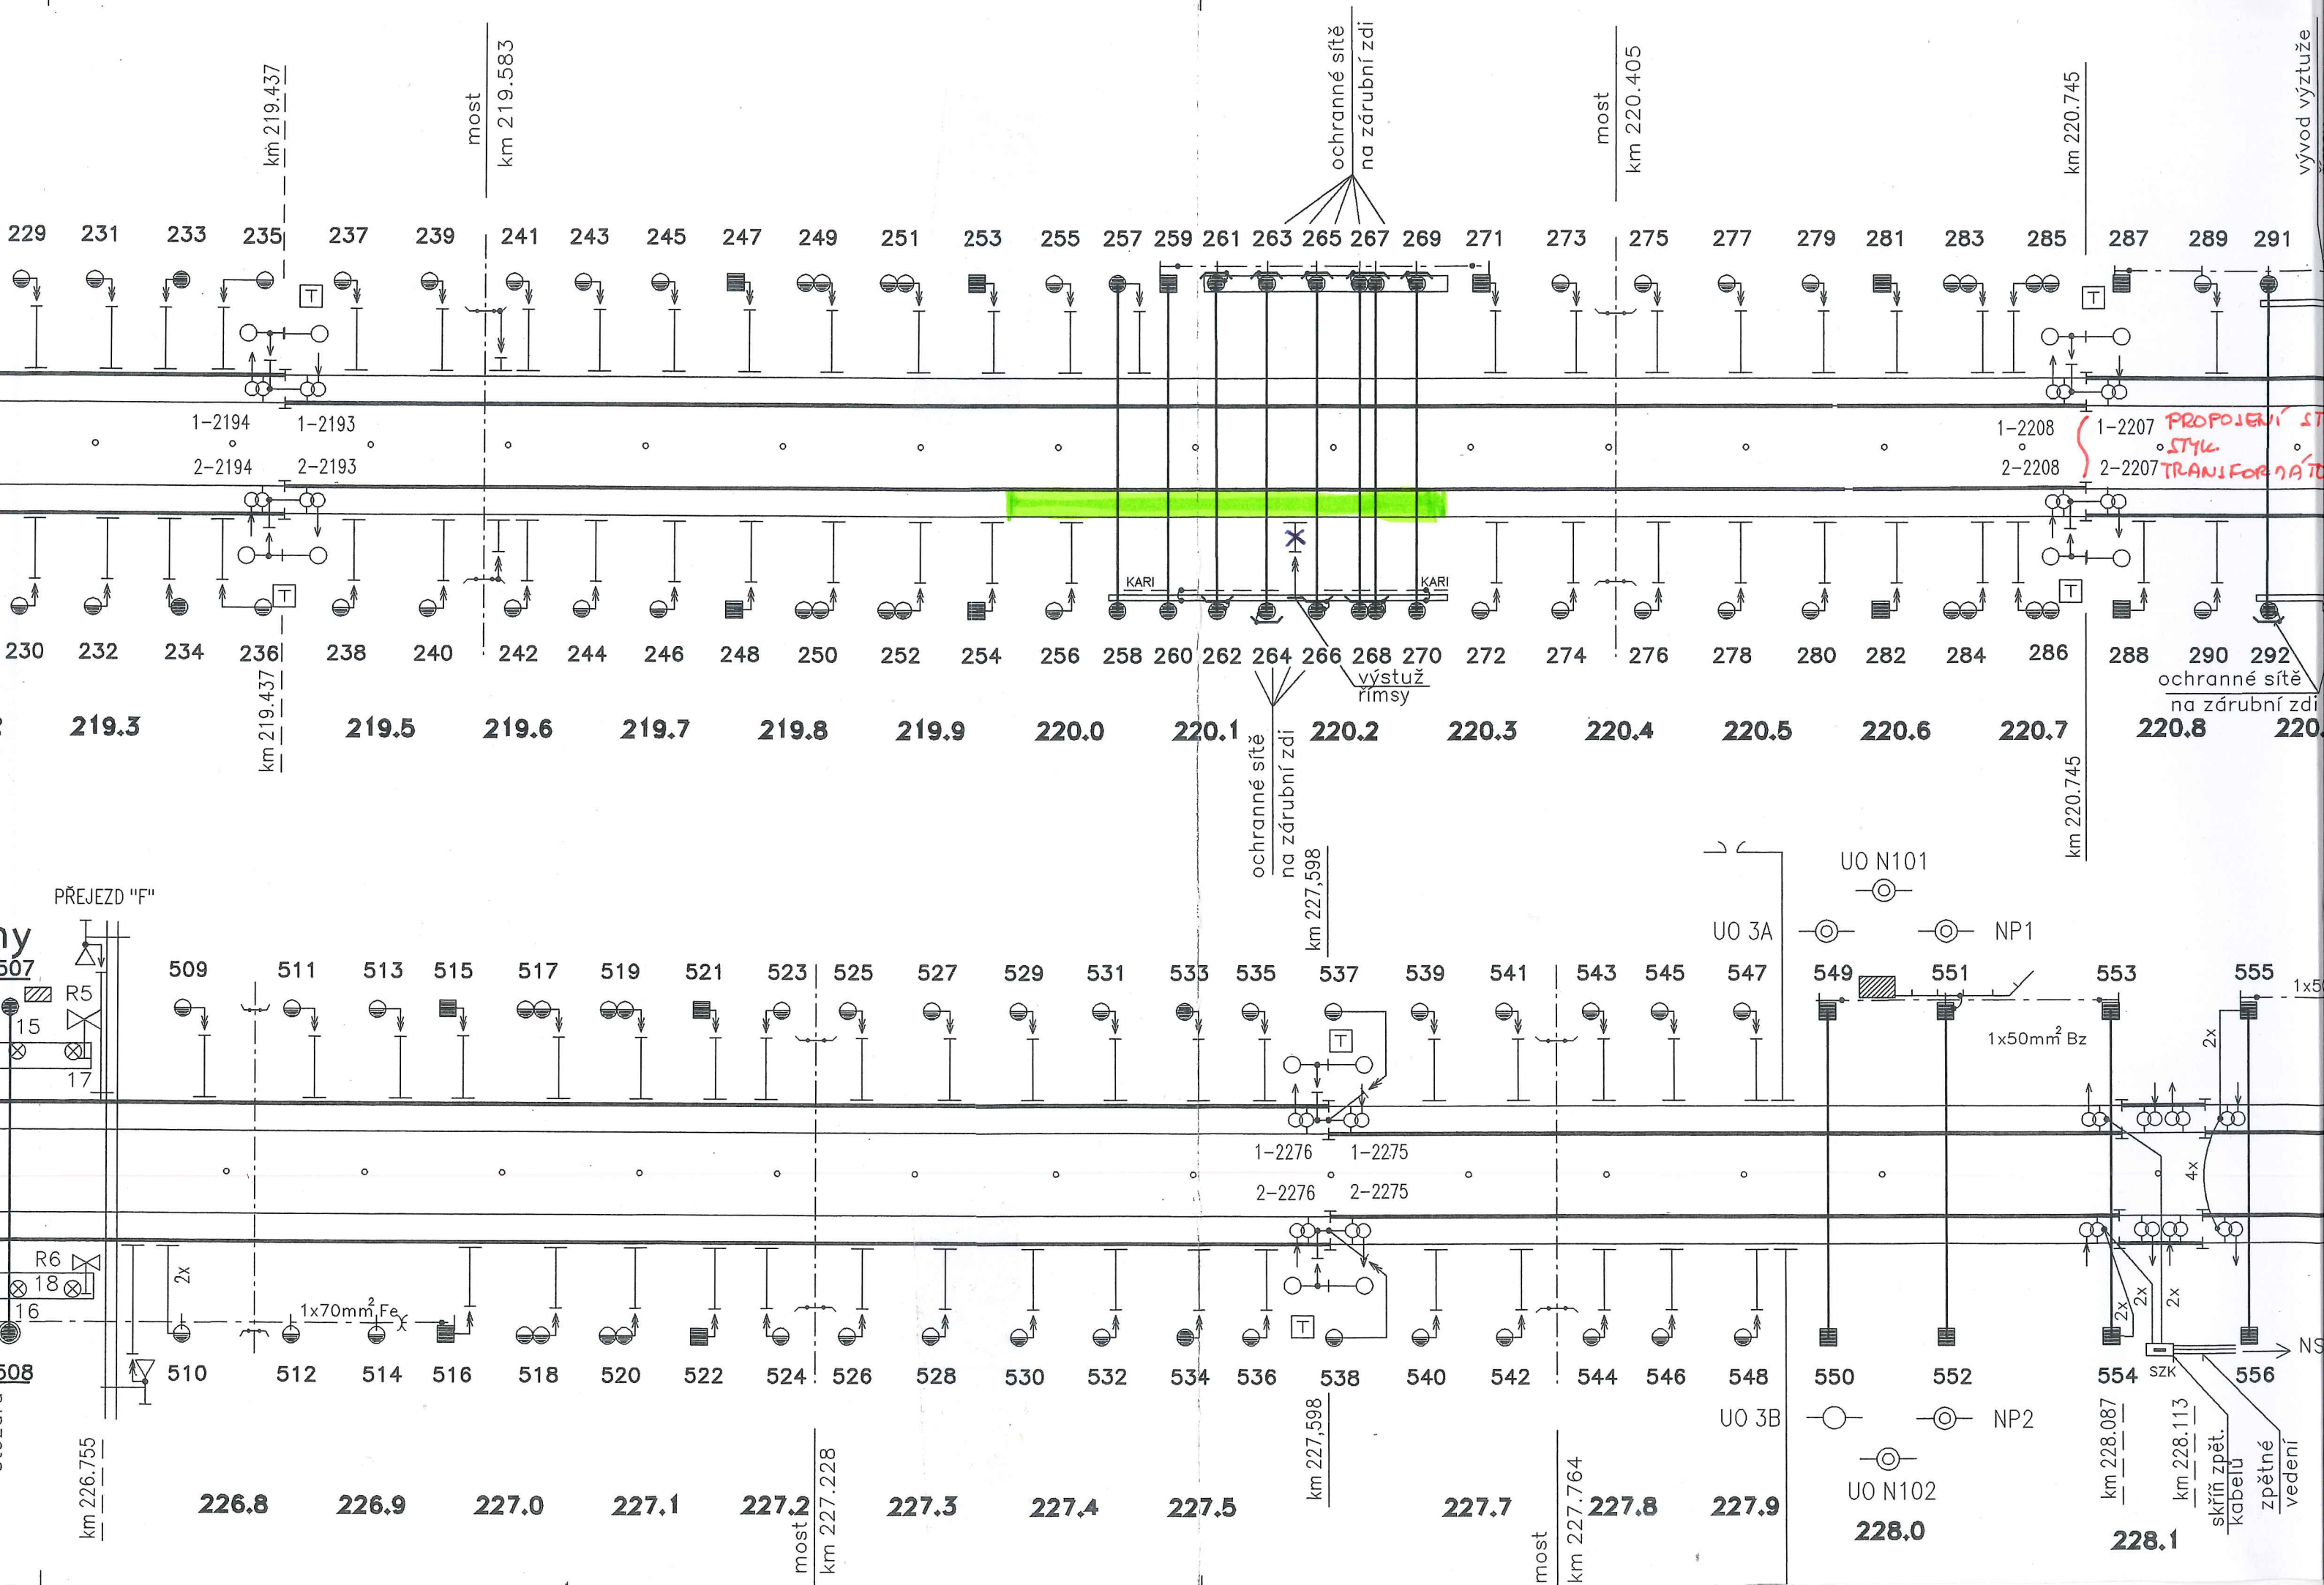 km 219.437
most
km 219.583
ochranné sítě
na zárubní zdi
most
km 220.405
km 220.745
vývod výztuže
229 231 233 235 237 239 241 243 245 247 249 251 253 255 257 259 261 263 265 267 269 271 273 275 277 279 281 283 285 287 289 291
T
T
1-2194 1-2193
2-2194 2-2193
1-2208 1-2207
2-2208 2-2207
PROPOJENÍ
STYK.
KARI
KARI
T
T
230 232 234 236 238 240 242 244 246 248 250 252 254 256 258 260 262 264 266 268 270 272 274 276 278 280 282 284 286 288 290 292
výstuž
římsy
ochranné sítě
na zárubní zdi
219.3 219.5 219.6 219.7 219.8 219.9 220.0 220.1 220.2 220.3 220.4 220.5 220.6 220.7 220.8
km 219.437
ochranné sítě
na zárubní zdi
km 220.745
km 227,598
PŘEJEZD "F"
UO N101
UO 3A
NP1
507 509 511 513 515 517 519 521 523 525 527 529 531 533 535 537 539 541 543 545 547 549 551 553 555
R5
15
17
T
1x50mm² Bz
2x
1-2276 1-2275
2-2276 2-2275
4x
R6
18
16
2x
1x70mm² Fe
T
2x
2x
2x
508 510 512 514 516 518 520 522 524 526 528 530 532 534 536 538 540 542 544 546 548 550 552 554 556
SZK
UO 3B
NP2
UO N102
km 226.755
226.8 226.9 227.0 227.1 227.2 227.3 227.4 227.5 227.7 227.8 227.9 228.0 228.1
most
km 227.228
km 227,598
most
km 227.764
km 228.087
km 228.113
skříň zpět.
kabelů
zpětné
vedení